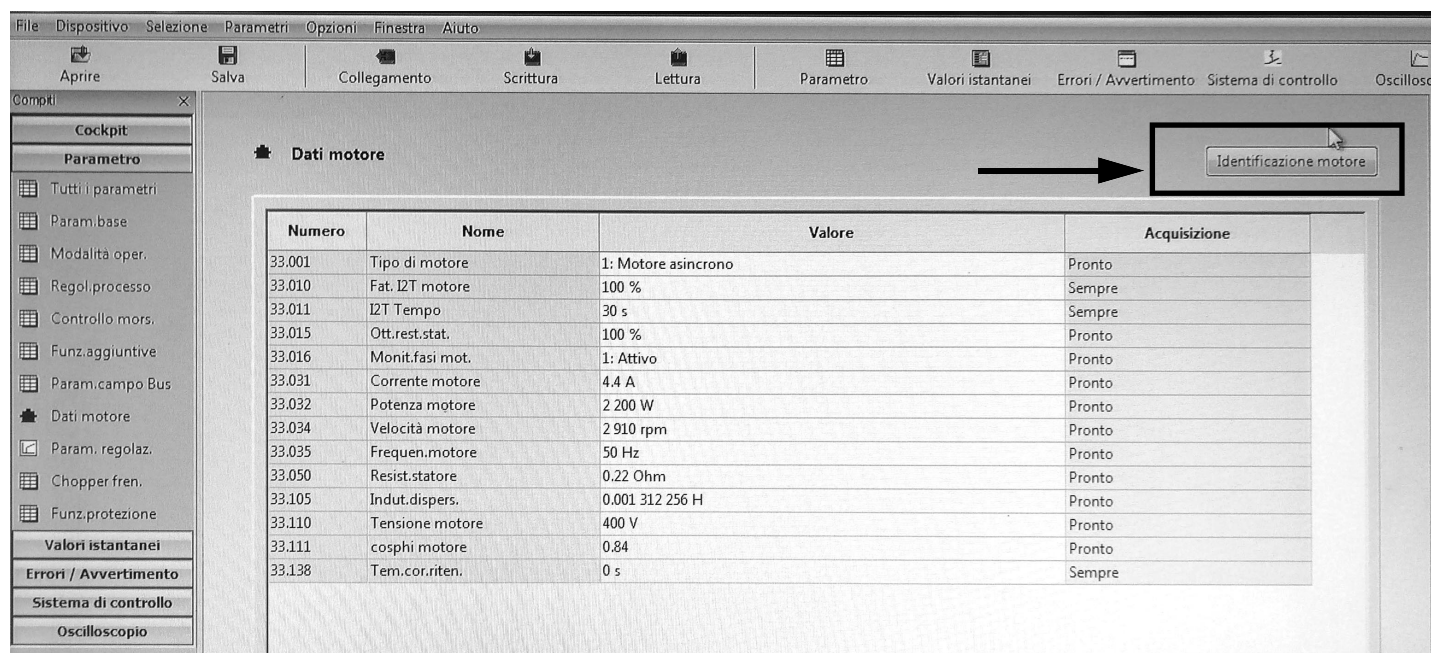 File Dispositivo Selezione Parametri Opzioni Finestra Aiuto
Aprire Salva Collegamento Scrittura Lettura Parametro Valori istantanei Errori / Avvertimento Sistema di controllo Oscillosc
Compiti
Cockpit
Parametro
Tutti i parametri
Param.base
Modalità oper.
Regol.processo
Controllo mors.
Funz.aggiuntive
Param.campo Bus
Dati motore
Param. regolaz.
Chopper fren.
Funz.protezione
Valori istantanei
Errori / Avvertimento
Sistema di controllo
Oscilloscopio
Dati motore
Identificazione motore
Numero Nome Valore Acquisizione
33.001 Tipo di motore 1: Motore asincrono Pronto
33.010 Fat. I2T motore 100 % Sempre
33.011 I2T Tempo 30 s Sempre
33.015 Ott.rest.stat. 100 % Pronto
33.016 Monit.fasi mot. 1: Attivo Pronto
33.031 Corrente motore 4.4 A Pronto
33.032 Potenza motore 2 200 W Pronto
33.034 Velocità motore 2 910 rpm Pronto
33.035 Frequen.motore 50 Hz Pronto
33.050 Resist.statore 0.22 Ohm Pronto
33.105 Indut.dispers. 0.001 312 256 H Pronto
33.110 Tensione motore 400 V Pronto
33.111 cosphi motore 0.84 Pronto
33.138 Tem.cor.riten. 0 s Sempre